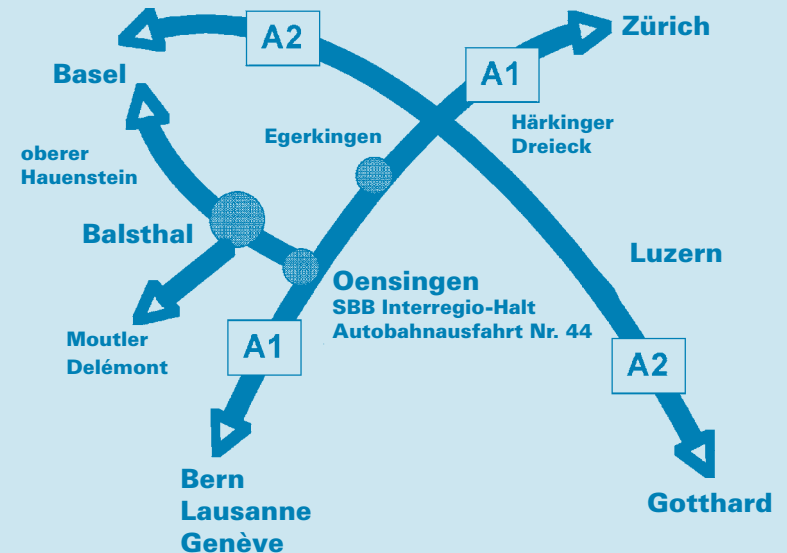 A2
Zürich
A1
Basel
Egerkingen
Härkinger
Dreieck
oberer
Hauenstein
Balsthal
Luzern
Oensingen
SBB Interregio-Halt
Autobahnausfahrt Nr. 44
Moutler
Delémont
A1
A2
Bern
Lausanne
Genève
Gotthard